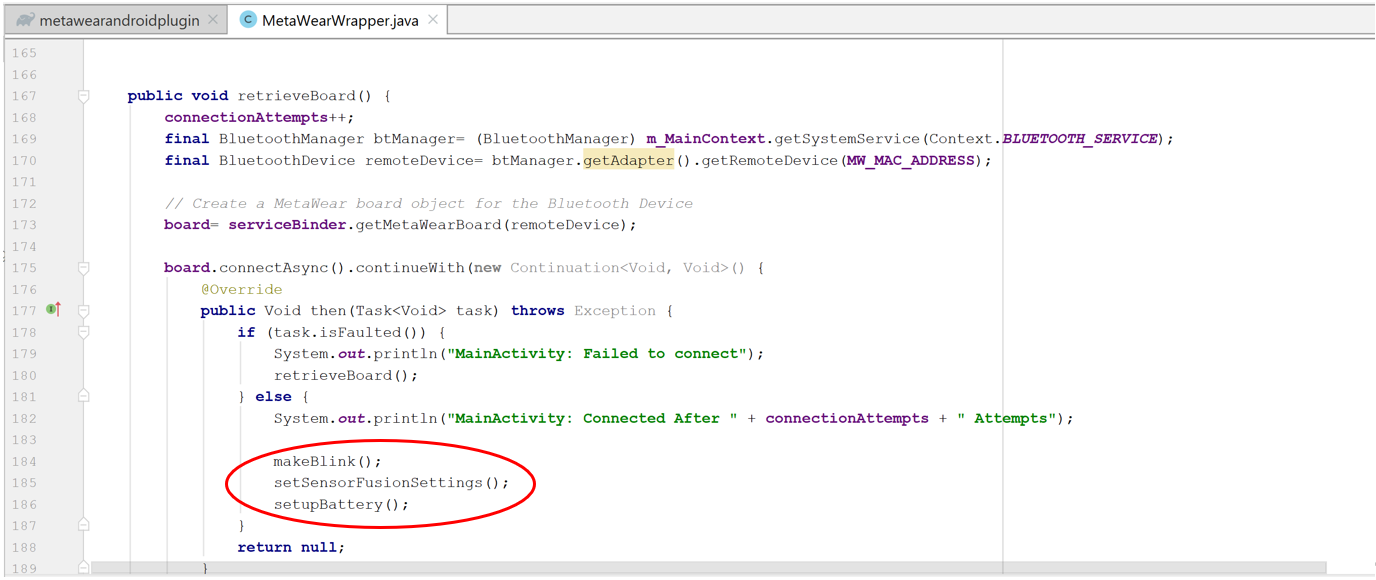 metawearandroidplugin
C MetaWearWrapper.java
165
166
167 public void retrieveBoard() {
168 connectionAttempts++;
169 final BluetoothManager btManager= (BluetoothManager) m_MainContext.getSystemService(Context.BLUETOOTH_SERVICE);
170 final BluetoothDevice remoteDevice= btManager.getAdapter().getRemoteDevice(MW_MAC_ADDRESS);
171
172 // Create a MetaWear board object for the Bluetooth Device
173 board= serviceBinder.getMetaWearBoard(remoteDevice);
174
175 board.connectAsync().continueWith(new Continuation<Void, Void>() {
176 @Override
177 public Void then(Task<Void> task) throws Exception {
178 if (task.isFaulted()) {
179 System.out.println("MainActivity: Failed to connect");
180 retrieveBoard();
181 } else {
182 System.out.println("MainActivity: Connected After " + connectionAttempts + " Attempts");
183
184 makeBlink();
185 setSensorFusionSettings();
186 setupBattery();
187 }
188 return null;
189 }